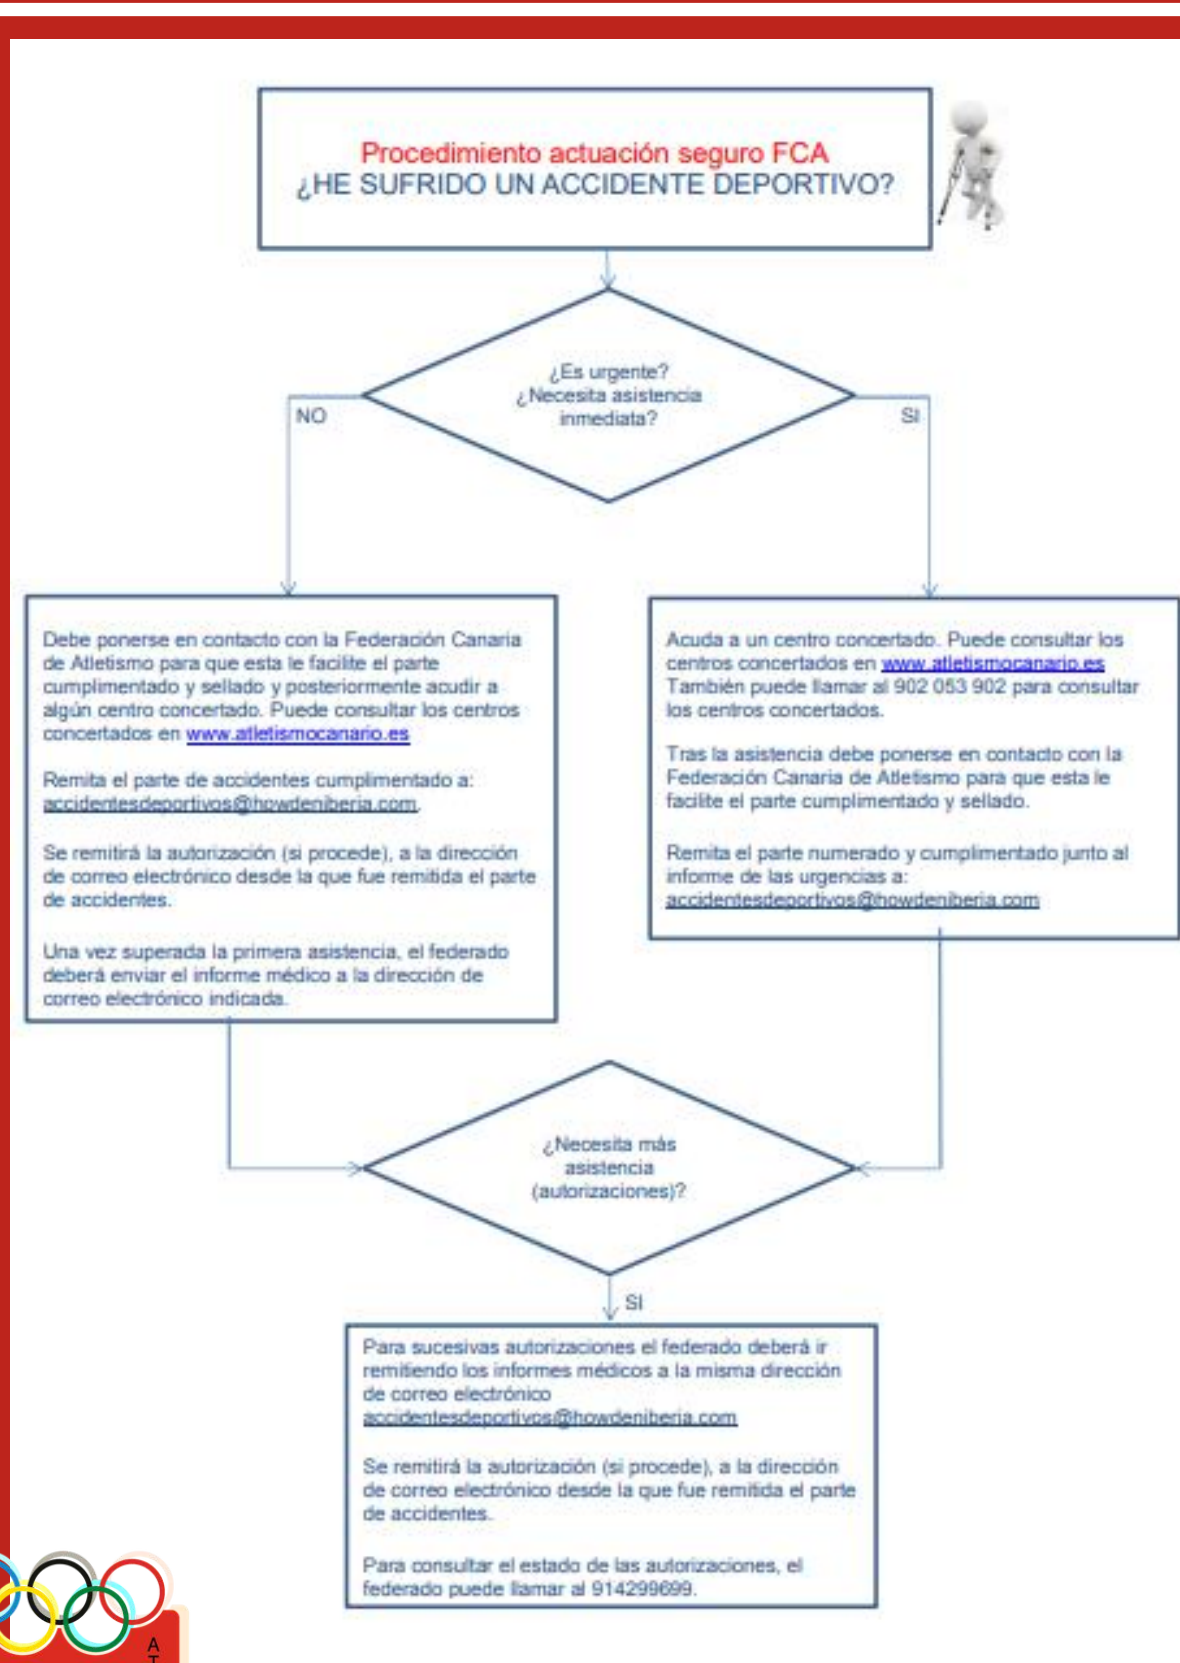 Procedimiento actuación seguro FCA
¿HE SUFRIDO UN ACCIDENTE DEPORTIVO?
¿Es urgente?
¿Necesita asistencia
inmediata?
NO
SI
Debe ponerse en contacto con la Federación Canaria
de Atletismo para que esta le facilite el parte
cumplimentado y sellado y posteriormente acudir a
algún centro concertado. Puede consultar los centros
concertados en www.atletismocanario.es
Remita el parte de accidentes cumplimentado a:
accidentesdeportivos@howdeniberia.com.
Se remitirá la autorización (si procede), a la dirección
de correo electrónico desde la que fue remitida el parte
de accidentes.
Una vez superada la primera asistencia, el federado
deberá enviar el informe médico a la dirección de
correo electrónico indicada.
Acuda a un centro concertado. Puede consultar los
centros concertados en www.atletismocanario.es
También puede llamar al 902 053 902 para consultar
los centros concertados.
Tras la asistencia debe ponerse en contacto con la
Federación Canaria de Atletismo para que esta le
facilite el parte cumplimentado y sellado.
Remita el parte numerado y cumplimentado junto al
informe de las urgencias a:
accidentesdeportivos@howdeniberia.com
¿Necesita más
asistencia
(autorizaciones)?
SI
Para sucesivas autorizaciones el federado deberá ir
remitiendo los informes médicos a la misma dirección
de correo electrónico
accidentesdeportivos@howdeniberia.com
Se remitirá la autorización (si procede), a la dirección
de correo electrónico desde la que fue remitida el parte
de accidentes.
Para consultar el estado de las autorizaciones, el
federado puede llamar al 914299699.
A
T